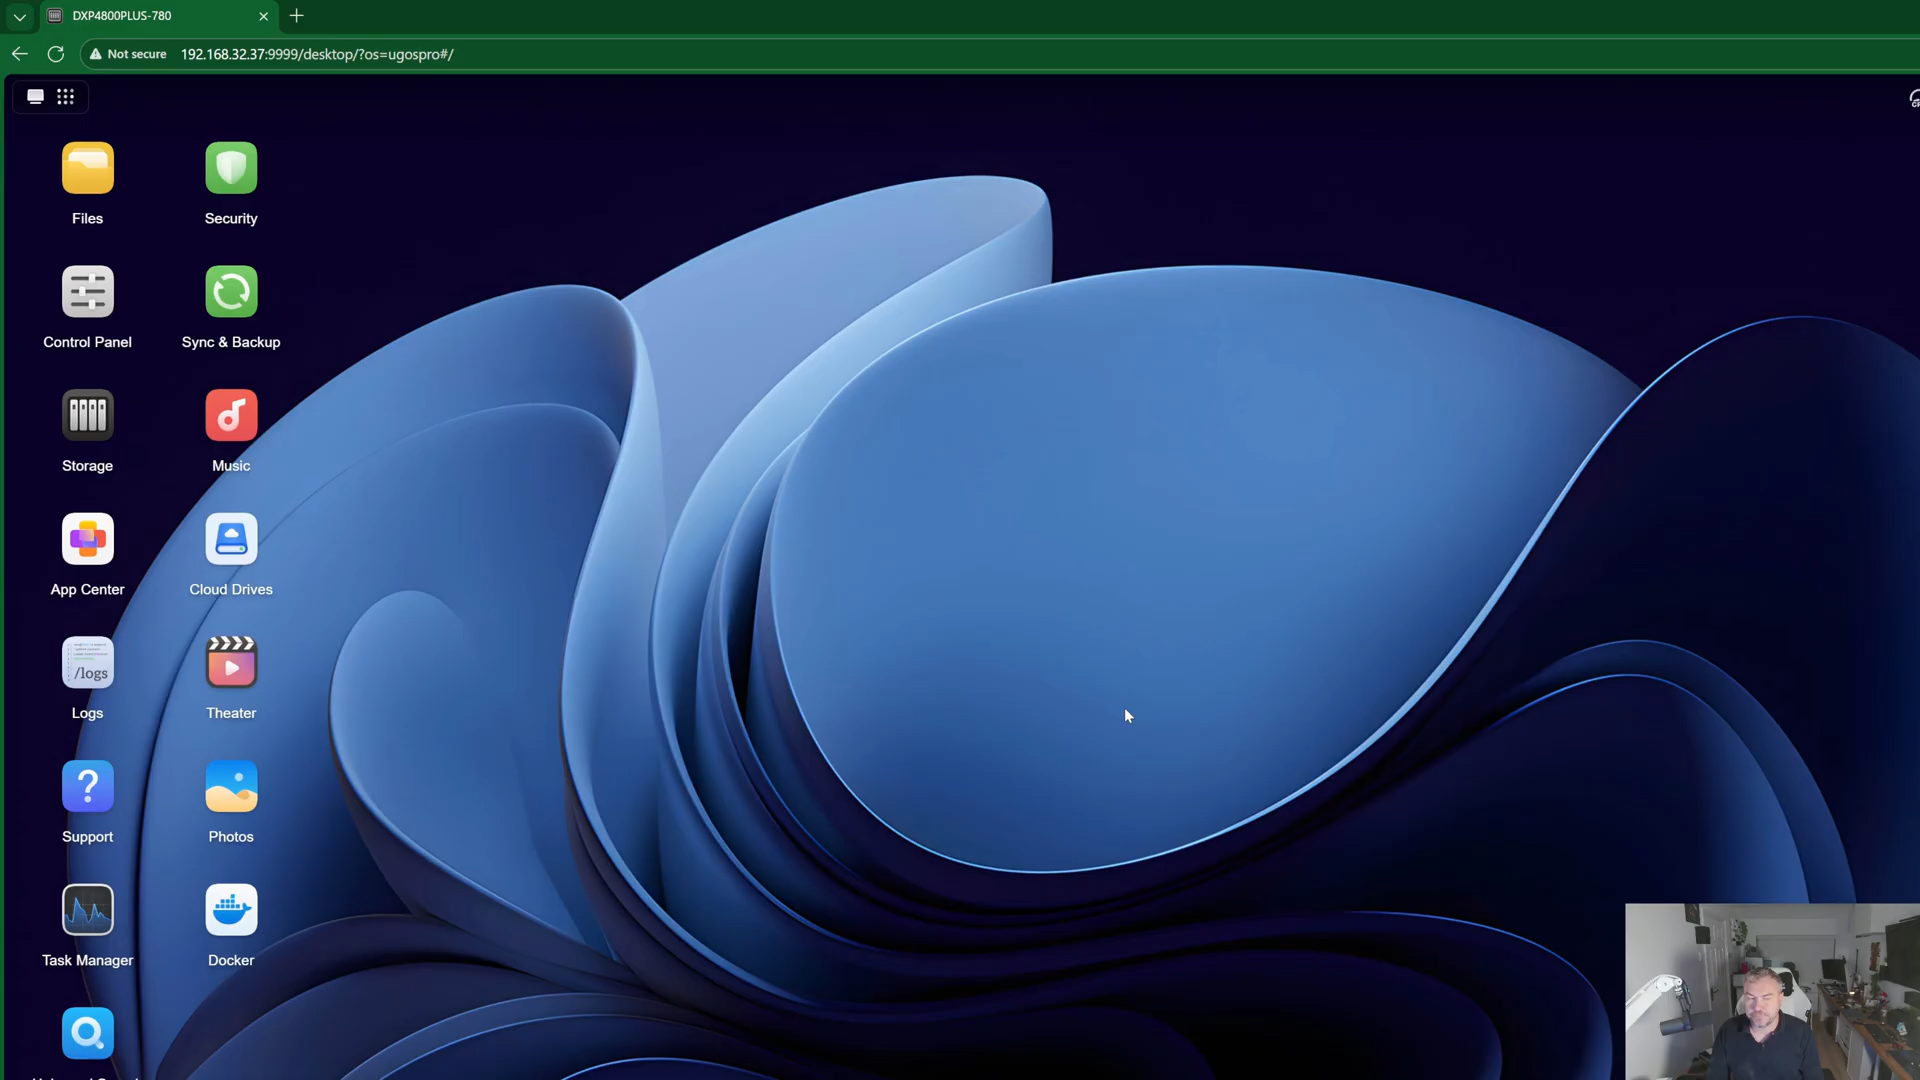 DXP4800PLUS-780
Not secure
192.168.32.37:9999/desktop/?os=ugospro#/
Files
Security
Control Panel
Sync & Backup
Storage
Music
App Center
Cloud Drives
/logs
Logs
Theater
?
Support
Photos
Task Manager
Docker